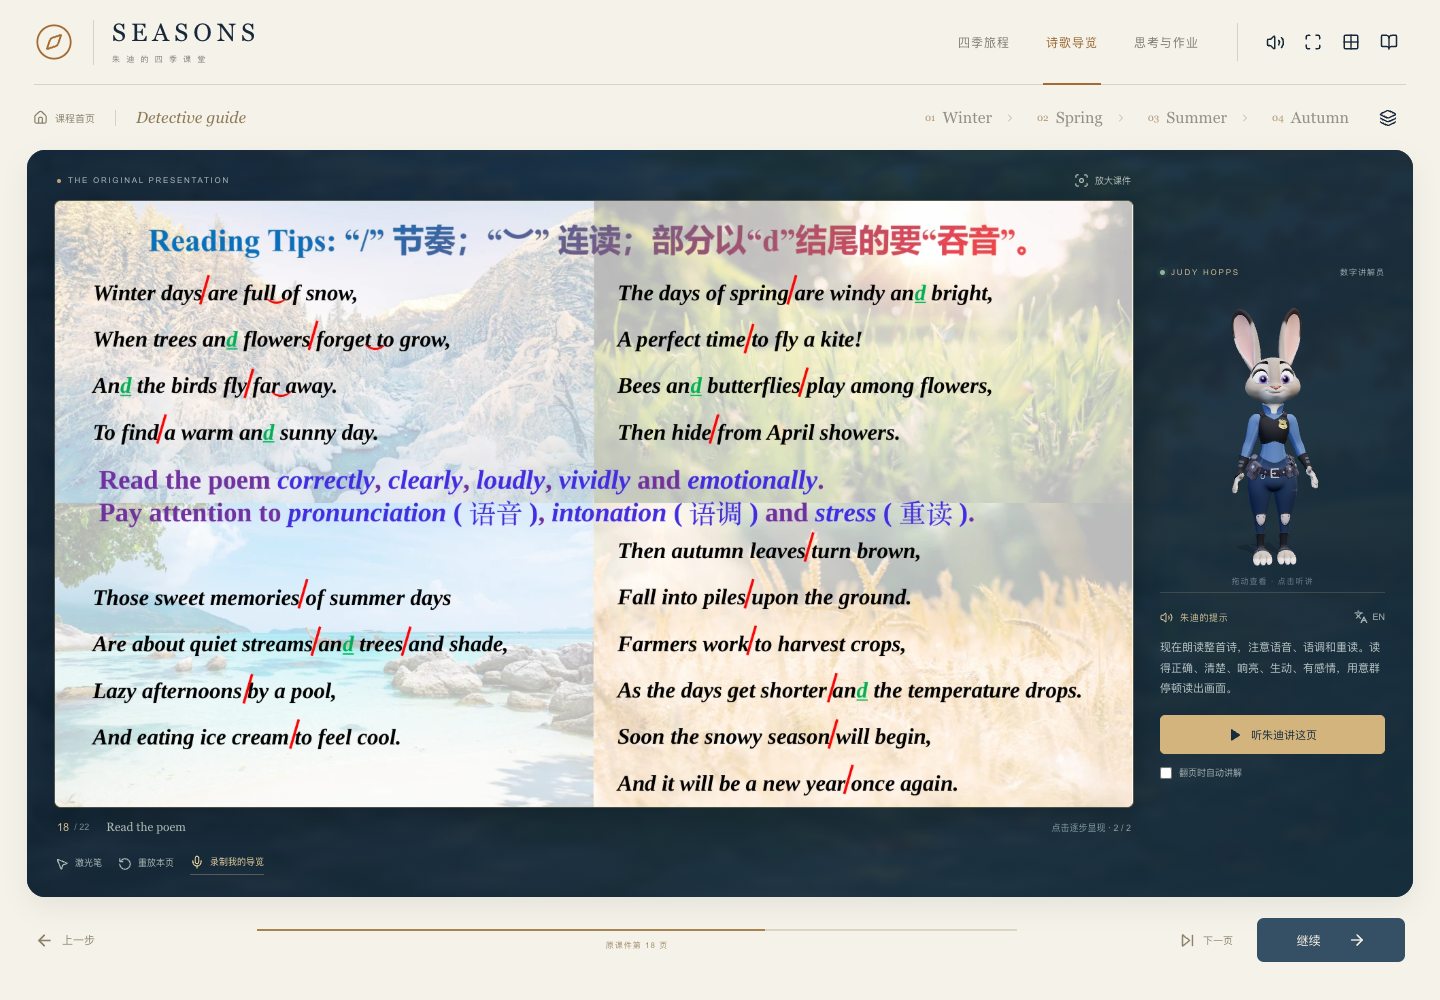 SEASONS
朱迪的四季课堂
四季旅程
诗歌导览
思考与作业
课程首页
Detective guide
01 Winter
02 Spring
03 Summer
04 Autumn
THE ORIGINAL PRESENTATION
放大课件
Reading Tips: “/” 节奏；“‿” 连读；部分以“d”结尾的要“吞音”。
Winter days/are full of snow,
When trees and flowers/forget to grow,
And the birds fly/far away.
To find/a warm and sunny day.
The days of spring/are windy and bright,
A perfect time/to fly a kite!
Bees and butterflies/play among flowers,
Then hide/from April showers.
Read the poem correctly, clearly, loudly, vividly and emotionally.
Pay attention to pronunciation ( 语音 ), intonation ( 语调 ) and stress ( 重读 ).
Those sweet memories/of summer days
Are about quiet streams/and trees/and shade,
Lazy afternoons/by a pool,
And eating ice cream/to feel cool.
Then autumn leaves/turn brown,
Fall into piles/upon the ground.
Farmers work/to harvest crops,
As the days get shorter/and the temperature drops.
Soon the snowy season/will begin,
And it will be a new year/once again.
18 / 22 Read the poem
点击逐步显现 · 2 / 2
激光笔
重放本页
录制我的导览
JUDY HOPPS
数字讲解员
拖动查看 · 点击听讲
朱迪的提示
EN
现在朗读整首诗，注意语音、语调和重读。读
得正确、清楚、响亮、生动、有感情，用意群
停顿读出画面。
听朱迪讲这页
翻页时自动讲解
上一步
原课件第 18 页
下一页
继续